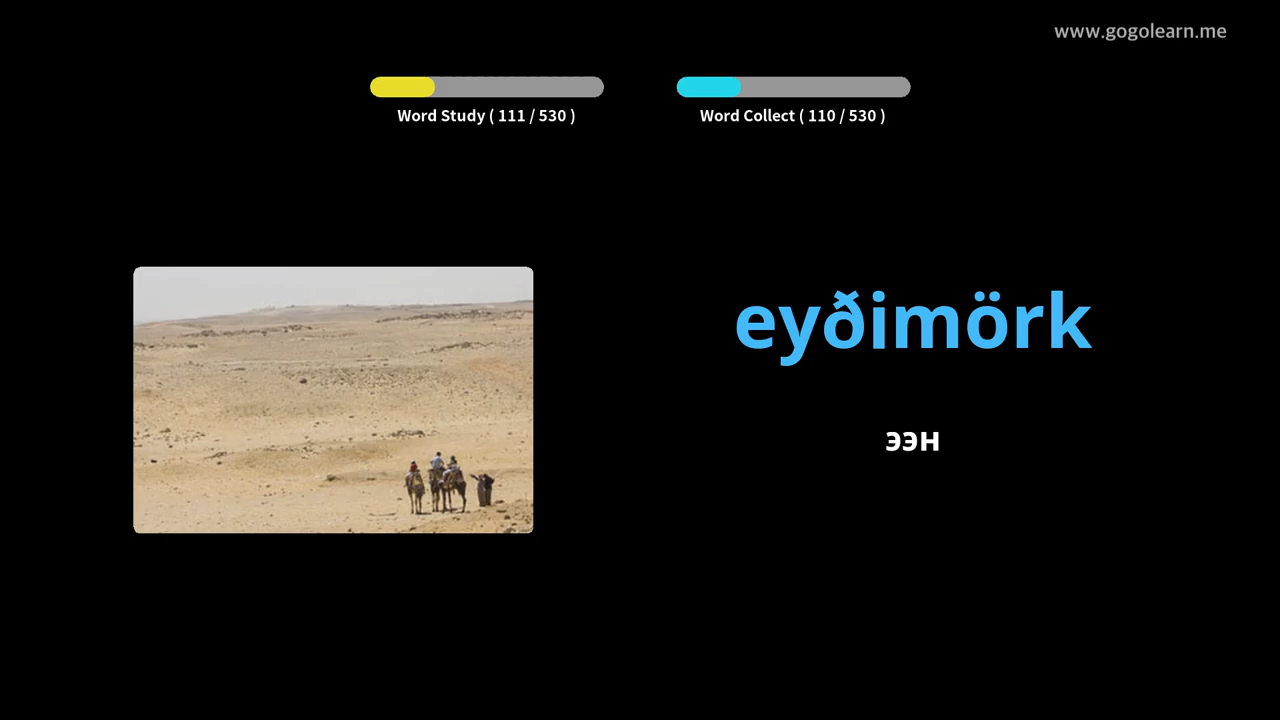 www.gogolearn.me
Word Study ( 111 / 530 )
Word Collect ( 110 / 530 )
eyðimörk
ээн